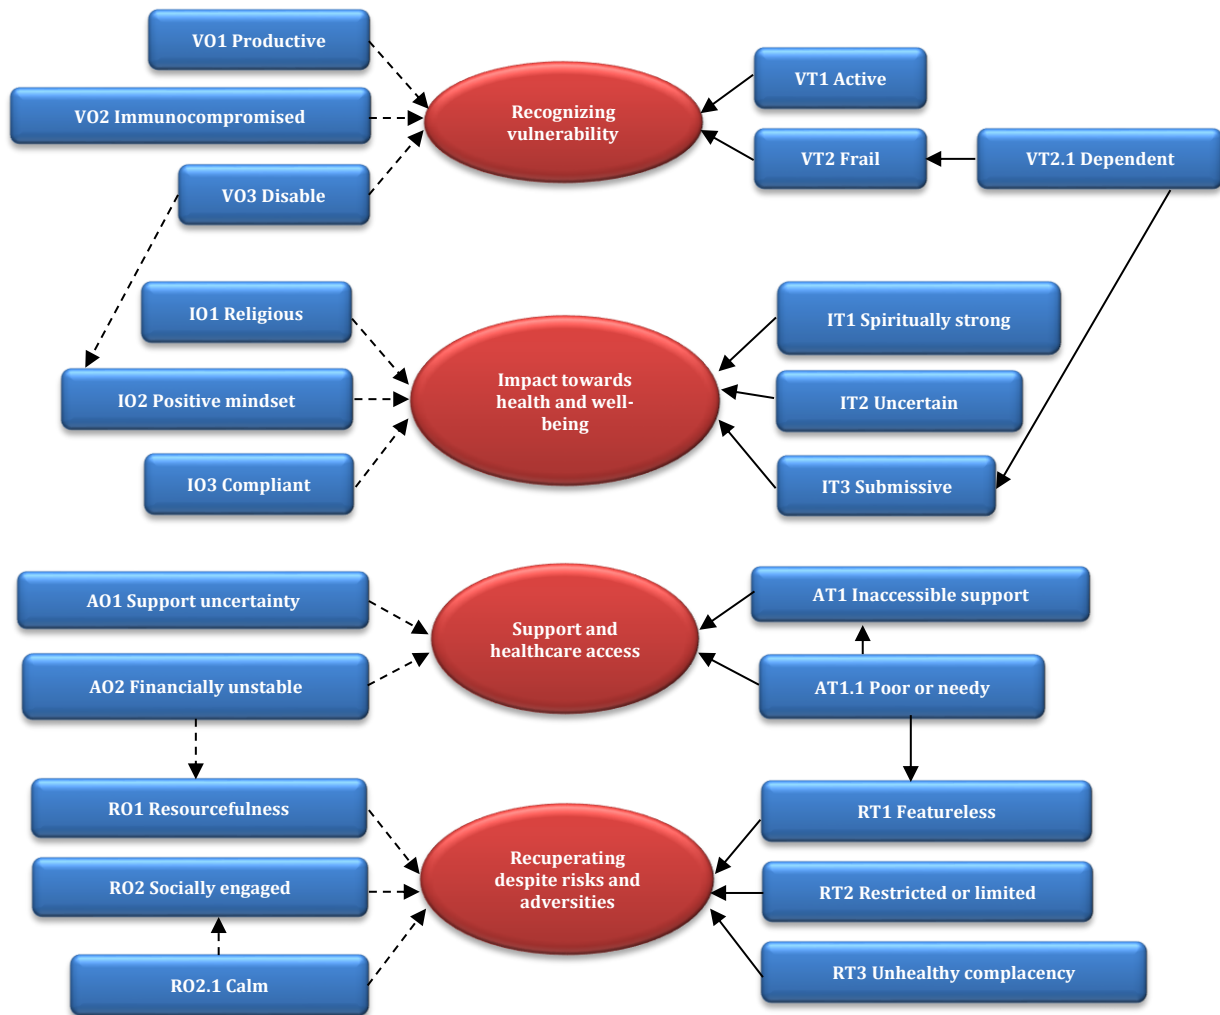 VO1 Productive
VO2 Immunocompromised
VO3 Disable
Recognizing
vulnerability
VT1 Active
VT2 Frail
VT2.1 Dependent
IO1 Religious
IO2 Positive mindset
IO3 Compliant
Impact towards
health and well-
being
IT1 Spiritually strong
IT2 Uncertain
IT3 Submissive
AO1 Support uncertainty
AO2 Financially unstable
Support and
healthcare access
AT1 Inaccessible support
AT1.1 Poor or needy
RO1 Resourcefulness
RO2 Socially engaged
RO2.1 Calm
Recuperating
despite risks and
adversities
RT1 Featureless
RT2 Restricted or limited
RT3 Unhealthy complacency